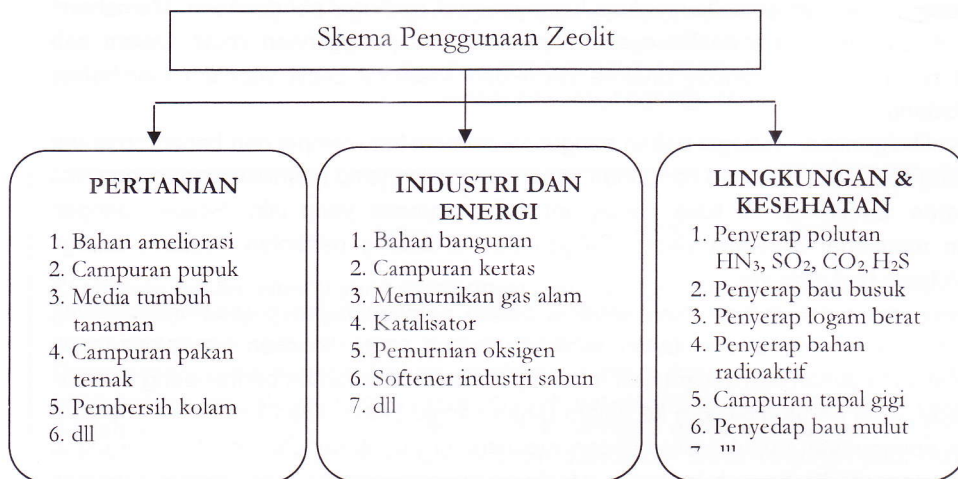 Skema Penggunaan Zeolit
PERTANIAN
1. Bahan ameliorasi
2. Campuran pupuk
3. Media tumbuh
tanaman
4. Campuran pakan
ternak
5. Pembersih kolam
6. dll
INDUSTRI DAN
ENERGI
1. Bahan bangunan
2. Campuran kertas
3. Memurnikan gas alam
4. Katalisator
5. Pemurnian oksigen
6. Softener industri sabun
7. dll
LINGKUNGAN &
KESEHATAN
1. Penyerap polutan
HN₃, SO₂, CO₂, H₂S
2. Penyerap bau busuk
3. Penyerap logam berat
4. Penyerap bahan
radioaktif
5. Campuran tapal gigi
6. Penyedap bau mulut